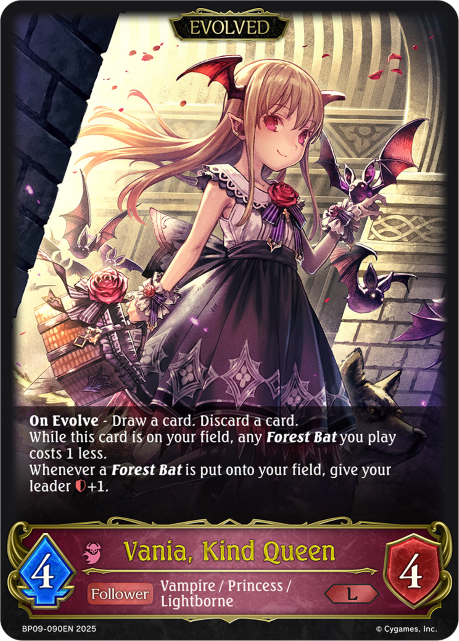 EVOLVED
On Evolve - Draw a card. Discard a card.
While this card is on your field, any Forest Bat you play
costs 1 less.
Whenever a Forest Bat is put onto your field, give your
leader +1.
Vania, Kind Queen
4
Follower
Vampire / Princess /
Lightborne
L
4
BP09-090EN 2025
© Cygames, Inc.